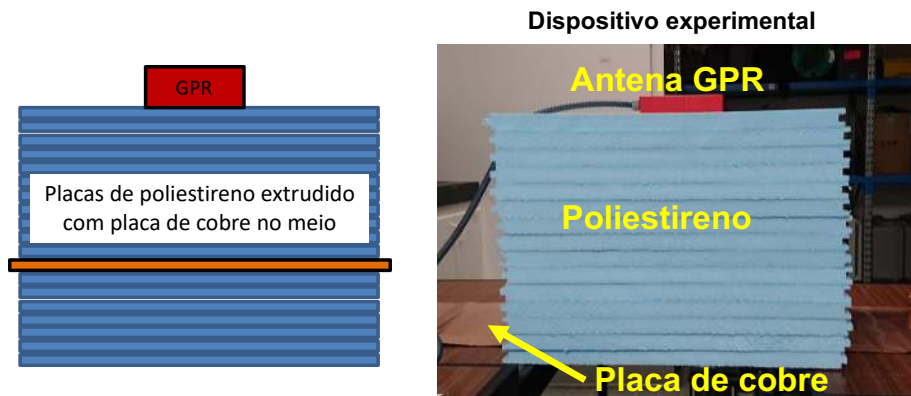 Dispositivo experimental
GPR
Placas de poliestireno extrudido
com placa de cobre no meio
Antena GPR
Poliestireno
Placa de cobre